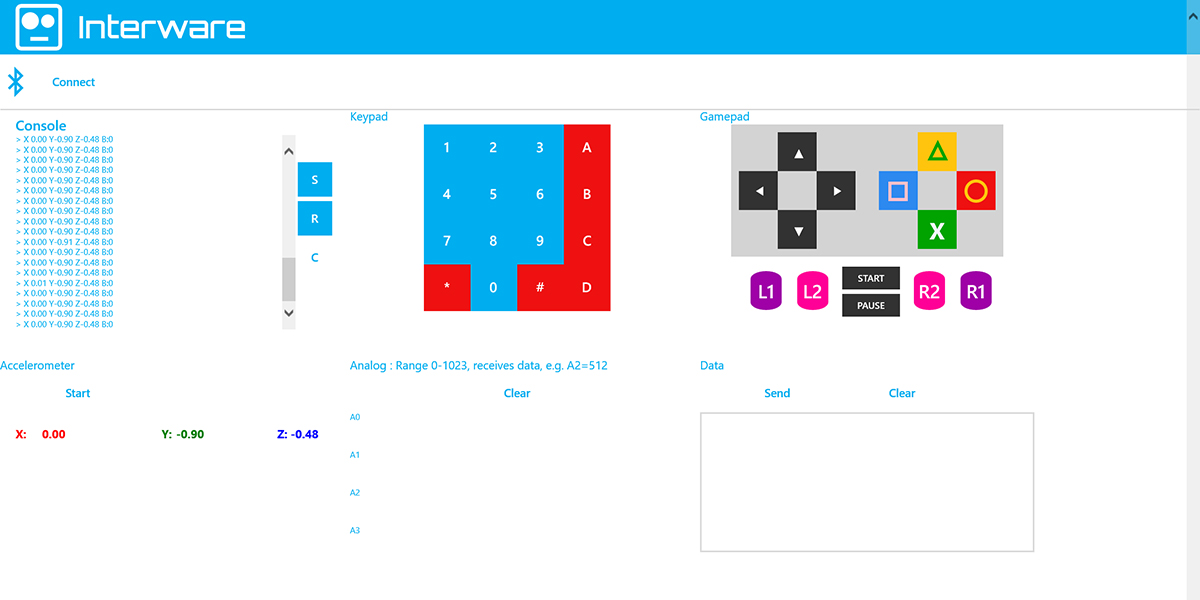 Interware
Connect
Console
> X 0.00 Y-0.90 Z-0.48 B:0
> X 0.00 Y-0.90 Z-0.48 B:0
> X 0.00 Y-0.90 Z-0.48 B:0
> X 0.00 Y-0.90 Z-0.48 B:0
> X 0.00 Y-0.90 Z-0.48 B:0
> X 0.00 Y-0.90 Z-0.48 B:0
> X 0.00 Y-0.90 Z-0.48 B:0
> X 0.00 Y-0.90 Z-0.48 B:0
> X 0.00 Y-0.90 Z-0.48 B:0
> X 0.00 Y-0.90 Z-0.48 B:0
> X 0.00 Y-0.91 Z-0.48 B:0
> X 0.00 Y-0.90 Z-0.48 B:0
> X 0.00 Y-0.90 Z-0.48 B:0
> X 0.00 Y-0.90 Z-0.48 B:0
> X 0.01 Y-0.90 Z-0.48 B:0
> X 0.00 Y-0.90 Z-0.48 B:0
> X 0.00 Y-0.90 Z-0.48 B:0
> X 0.00 Y-0.90 Z-0.48 B:0
> X 0.00 Y-0.90 Z-0.48 B:0
S
R
C
Keypad
1 2 3 A
4 5 6 B
7 8 9 C
* 0 # D
Gamepad
X
L1 L2 START R2 R1
PAUSE
Accelerometer
Start
X: 0.00 Y: -0.90 Z: -0.48
Analog : Range 0-1023, receives data, e.g. A2=512
Clear
A0
A1
A2
A3
Data
Send Clear